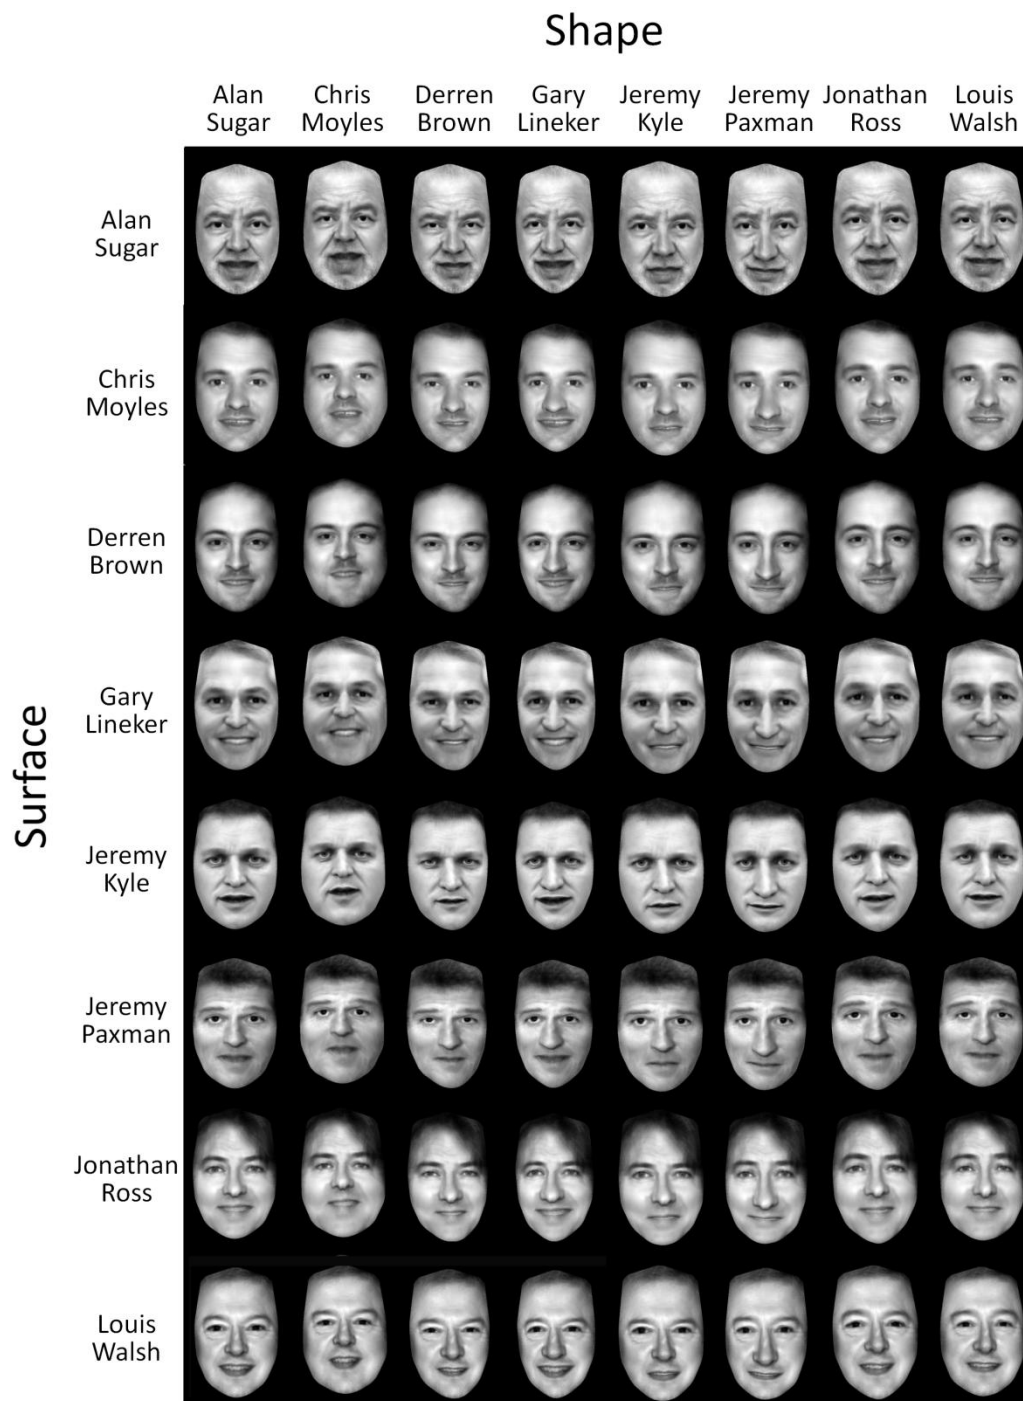 Shape
Alan Chris Derren Gary Jeremy Jeremy Jonathan Louis
Sugar Moyles Brown Lineker Kyle Paxman Ross Walsh
Alan
Sugar
Chris
Moyles
Derren
Brown
Gary
Lineker
Surface
Jeremy
Kyle
Jeremy
Paxman
Jonathan
Ross
Louis
Walsh